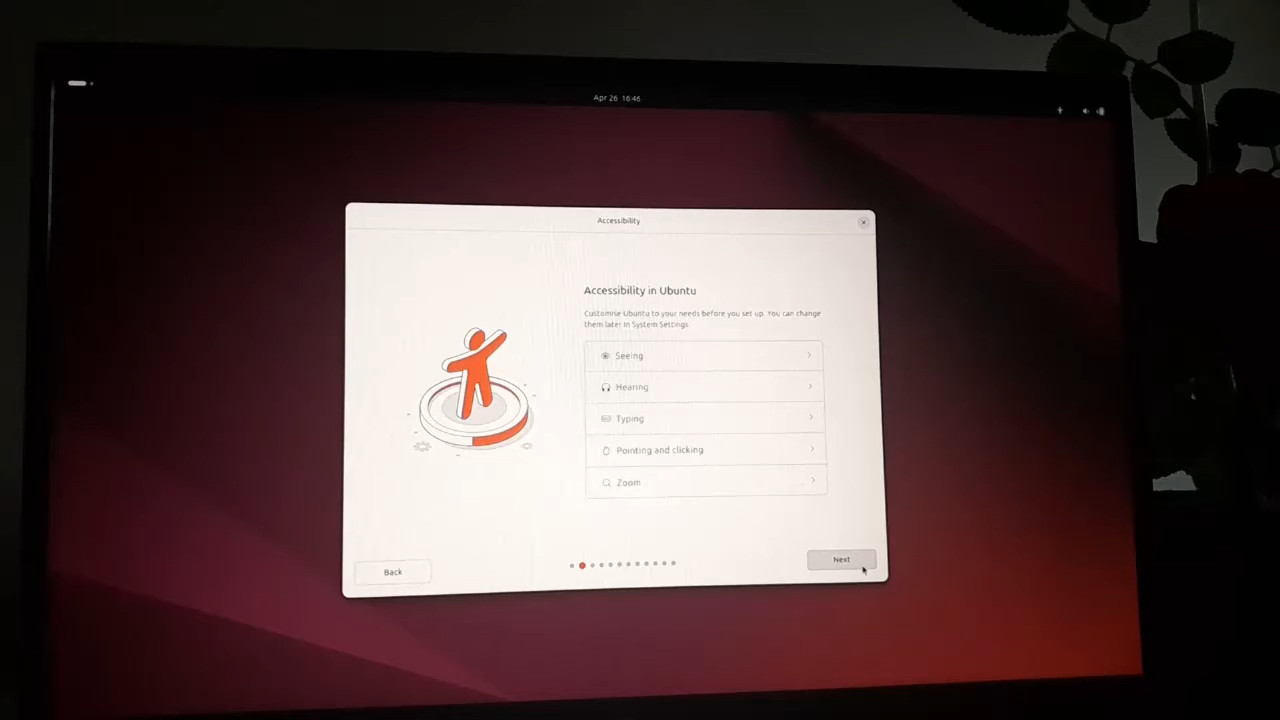 Apr 26 16:46
Accessibility
Accessibility in Ubuntu
Customise Ubuntu to your needs before you set up. You can change
them later in System Settings.
Seeing
Hearing
Typing
Pointing and clicking
Zoom
Back
Next